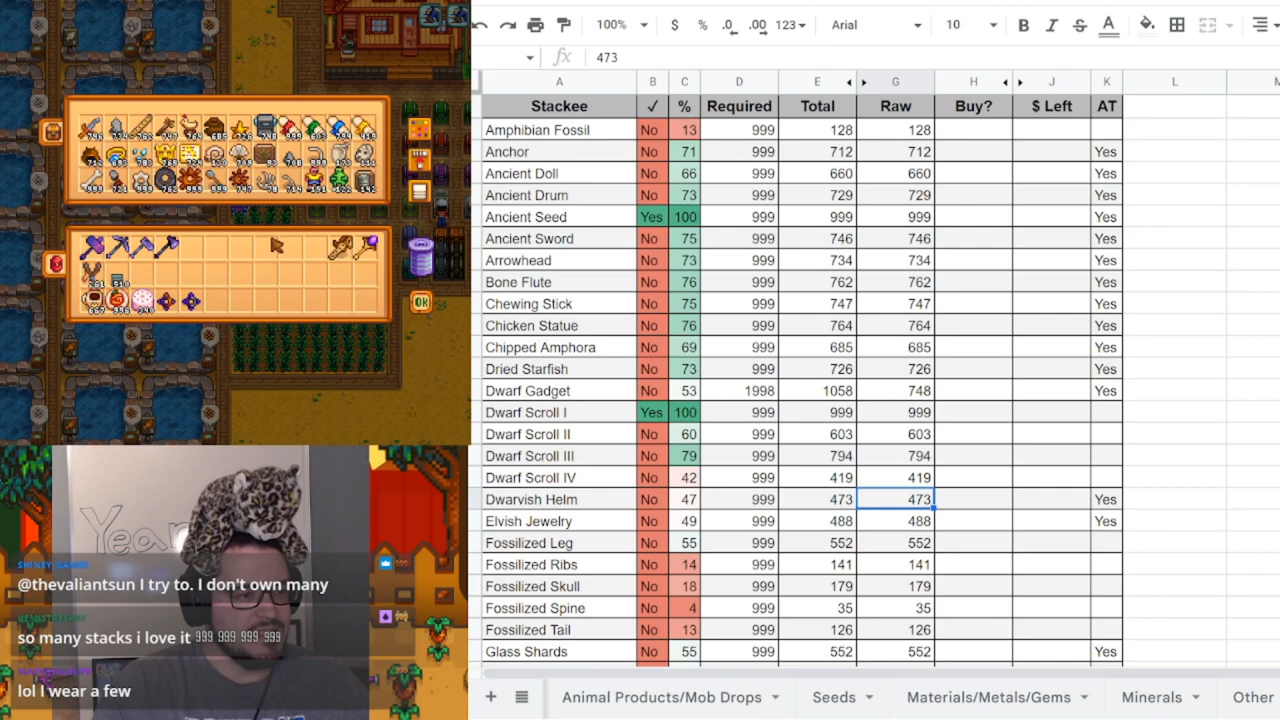 100% $ % .0 .00 123 Arial 10 B I S A
fx 473
A B C D E G H J K L
Stackee ✓ % Required Total Raw Buy? $ Left AT
Amphibian Fossil No 13 999 128 128
Anchor No 71 999 712 712 Yes
Ancient Doll No 66 999 660 660 Yes
Ancient Drum No 73 999 729 729 Yes
Ancient Seed Yes 100 999 999 999 Yes
Ancient Sword No 75 999 746 746 Yes
Arrowhead No 73 999 734 734 Yes
Bone Flute No 76 999 762 762 Yes
Chewing Stick No 75 999 747 747 Yes
Chicken Statue No 76 999 764 764 Yes
Chipped Amphora No 69 999 685 685 Yes
Dried Starfish No 73 999 726 726 Yes
Dwarf Gadget No 53 1998 1058 748 Yes
Dwarf Scroll I Yes 100 999 999 999
Dwarf Scroll II No 60 999 603 603
Dwarf Scroll III No 79 999 794 794
Dwarf Scroll IV No 42 999 419 419
Dwarvish Helm No 47 999 473 473 Yes
Elvish Jewelry No 49 999 488 488 Yes
Fossilized Leg No 55 999 552 552
Fossilized Ribs No 14 999 141 141
Fossilized Skull No 18 999 179 179
Fossilized Spine No 4 999 35 35
Fossilized Tail No 13 999 126 126
Glass Shards No 55 999 552 552 Yes
Animal Products/Mob Drops Seeds Materials/Metals/Gems Minerals Other
OK
Year
@thevaliantsun I try to. I don't own many
so many stacks i love it 999 999 999 999
lol I wear a few